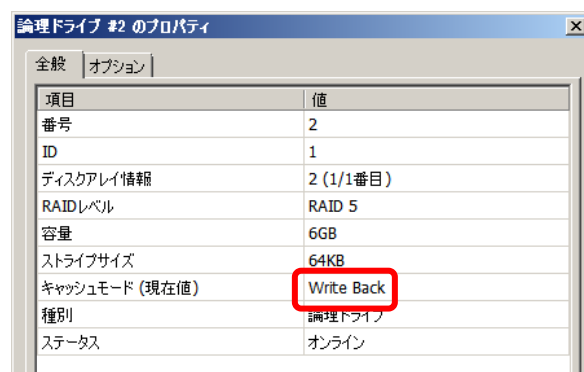 論理ドライブ #2 のプロパティ
全般 オプション
項目 値
番号 2
ID 1
ディスクアレイ情報 2 (1/1番目)
RAIDレベル RAID 5
容量 6GB
ストライプサイズ 64KB
キャッシュモード (現在値) Write Back
種別 論理ドライブ
ステータス オンライン